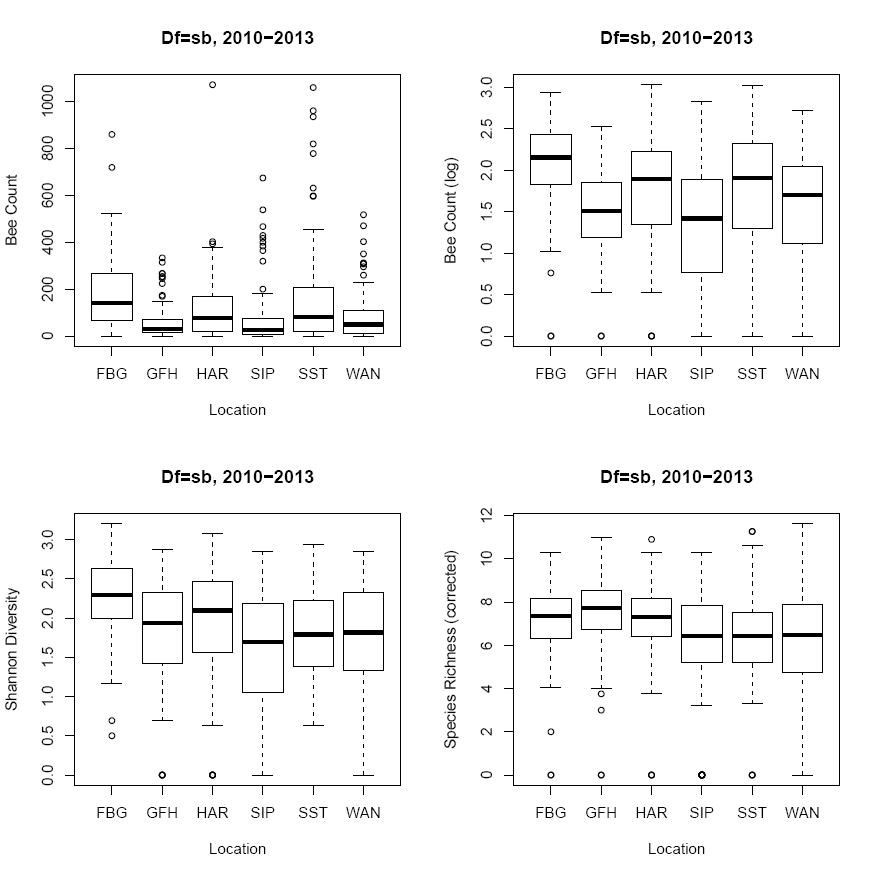 Df=sb, 2010−2013
Bee Count
0 200 400 600 800 1000
FBG GFH HAR SIP SST WAN
Location
Df=sb, 2010−2013
Bee Count (log)
0.0 0.5 1.0 1.5 2.0 2.5 3.0
FBG GFH HAR SIP SST WAN
Location
Df=sb, 2010−2013
Shannon Diversity
0.0 0.5 1.0 1.5 2.0 2.5 3.0
FBG GFH HAR SIP SST WAN
Location
Df=sb, 2010−2013
Species Richness (corrected)
0 2 4 6 8 10 12
FBG GFH HAR SIP SST WAN
Location